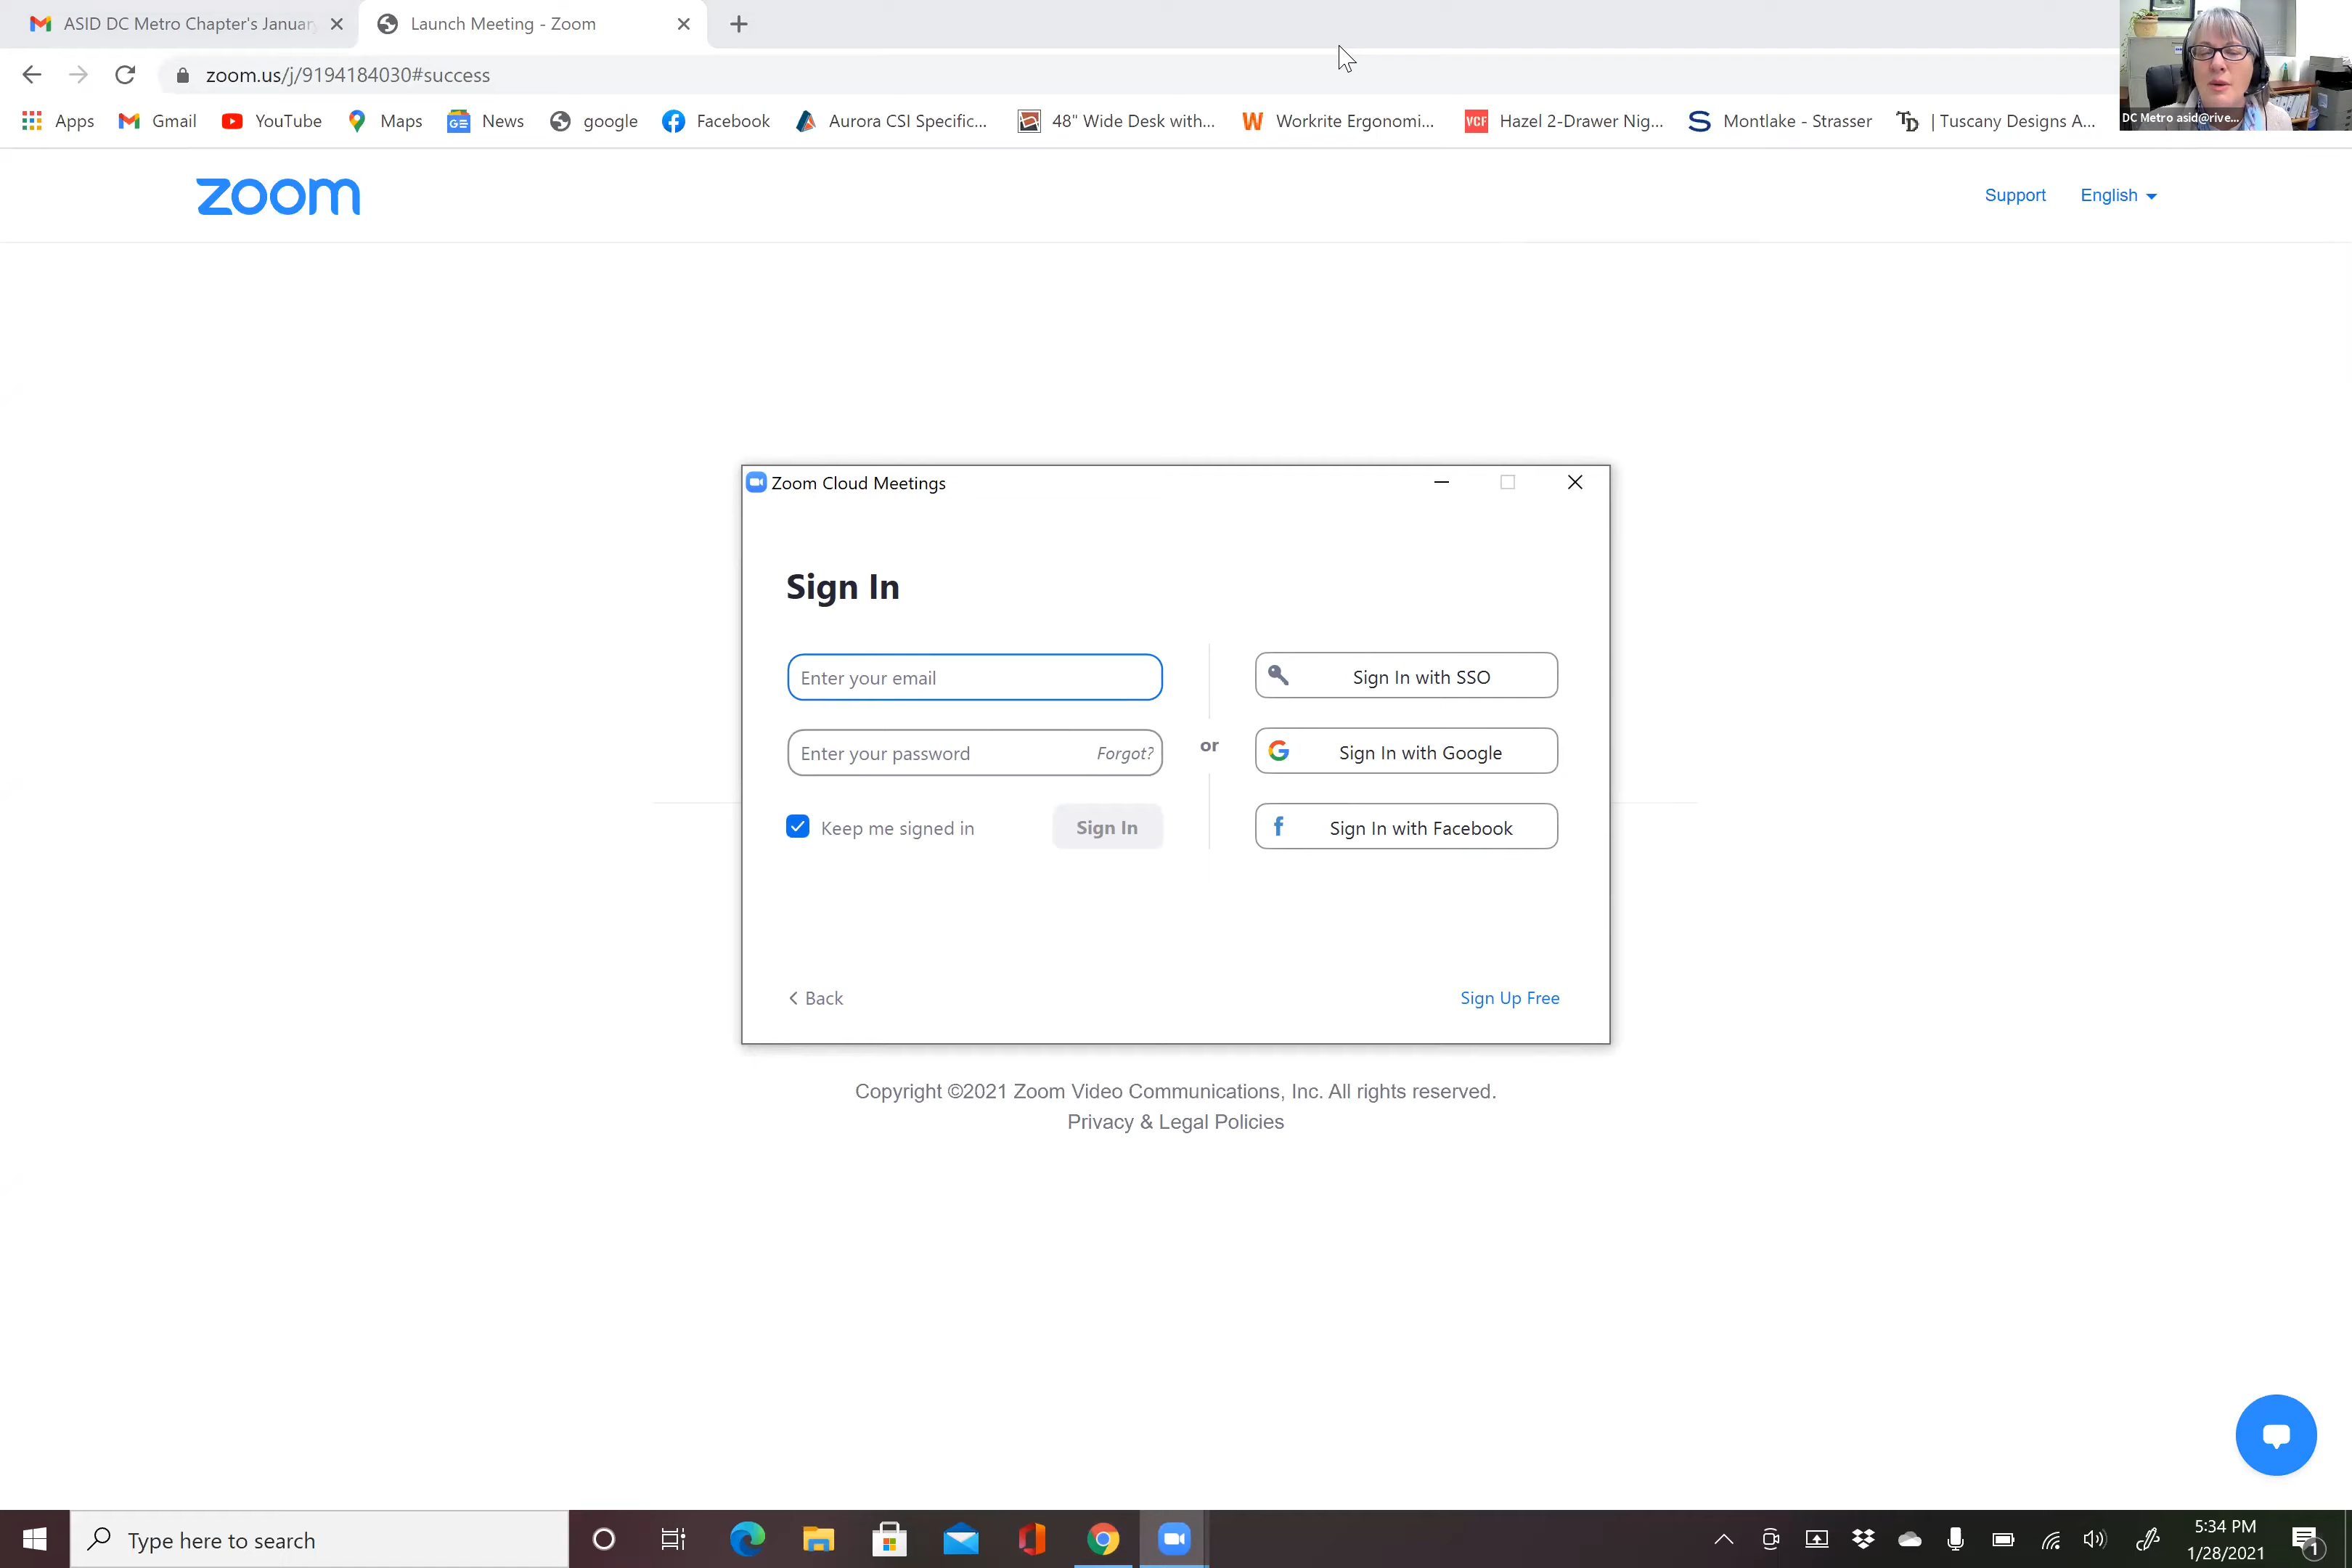 ASID DC Metro Chapter's January
Launch Meeting - Zoom
zoom.us/j/9194184030#success
Apps
Gmail
YouTube
Maps
News
google
Facebook
Aurora CSI Specific...
48" Wide Desk with...
Workrite Ergonomi...
VCF
Hazel 2-Drawer Nig...
Montlake - Strasser
| Tuscany Designs A...
DC Metro asid@rive...
zoom
Support
English
Zoom Cloud Meetings
Sign In
Enter your email
Enter your password
Forgot?
Keep me signed in
Sign In
or
Sign In with SSO
Sign In with Google
Sign In with Facebook
Back
Sign Up Free
Copyright ©2021 Zoom Video Communications, Inc. All rights reserved.
Privacy & Legal Policies
Type here to search
5:34 PM
1/28/2021
1